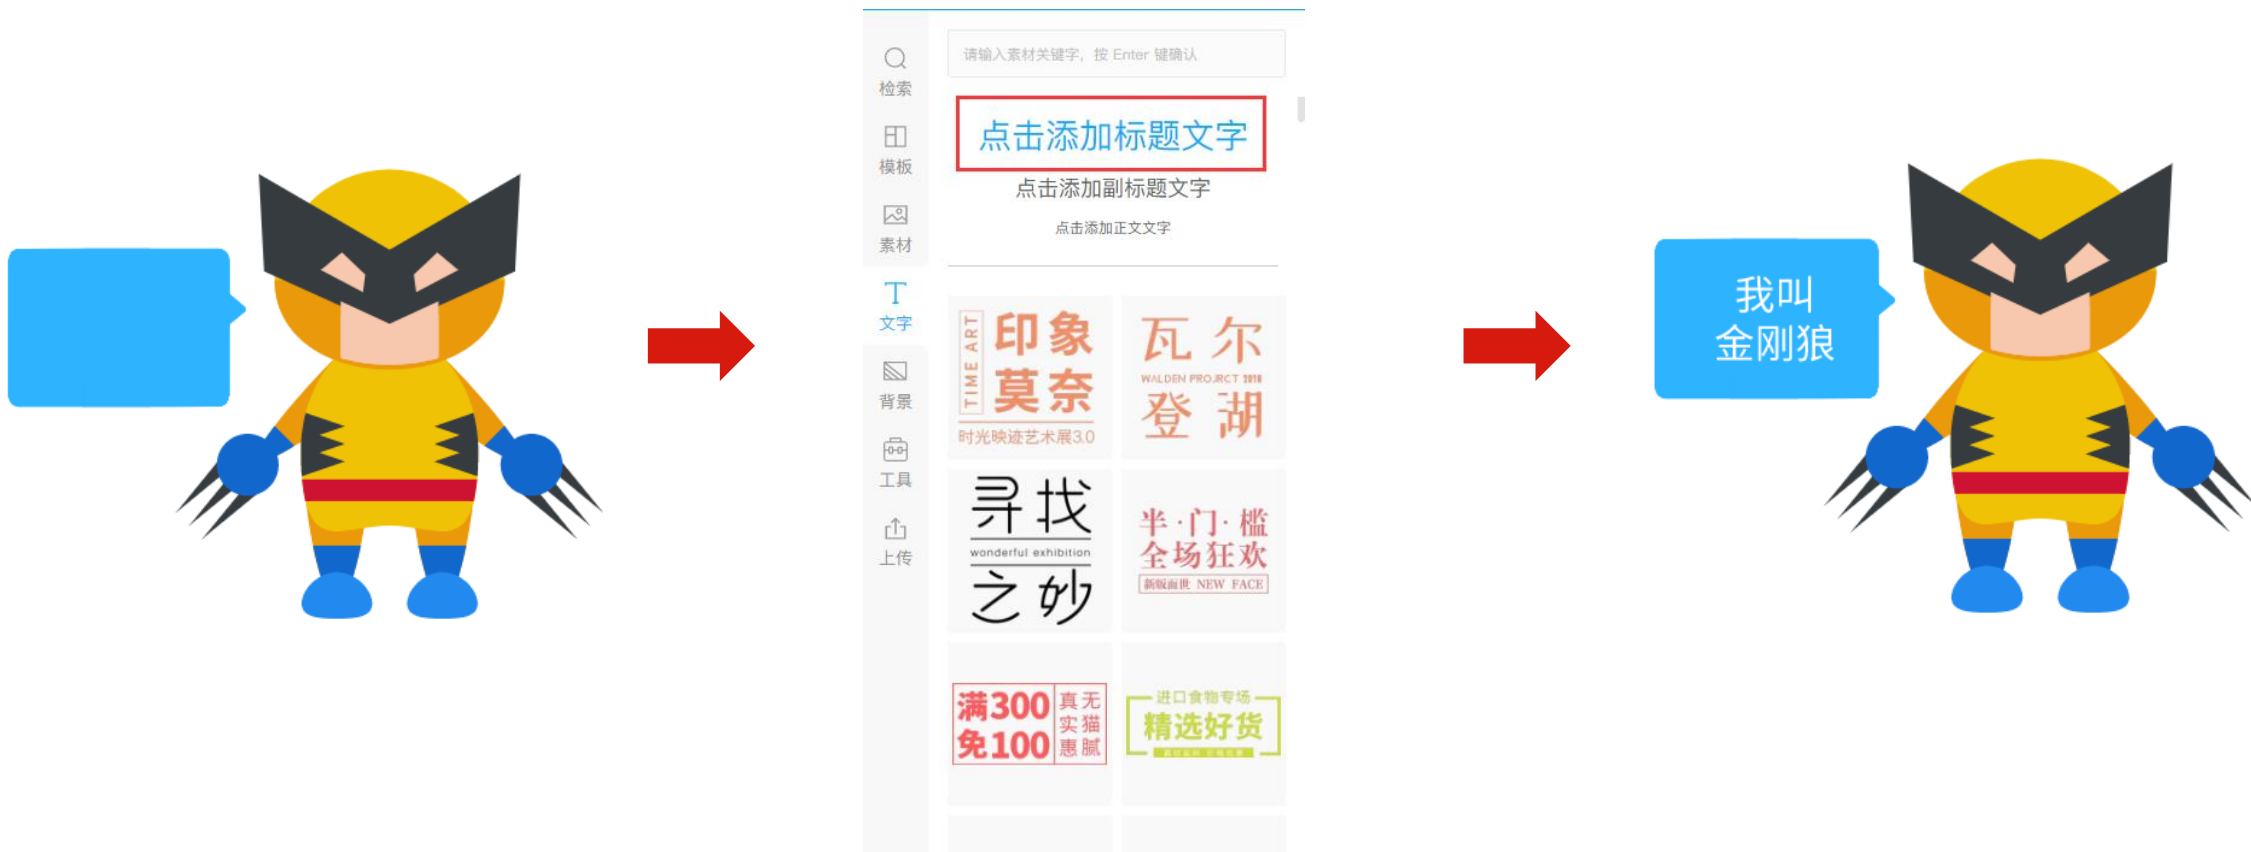 请输入素材关键字，按 Enter 键确认
检索
模板
素材
文字
背景
工具
上传
点击添加标题文字
点击添加副标题文字
点击添加正文文字
TIME ART
印象
莫奈
时光映迹艺术展3.0
瓦尔
WALDEN PROJRCT 2018
登湖
寻找
wonderful exhibition
之妙
半·门·槛
全场狂欢
新版面世 NEW FACE
满300
免100
真实惠
无猫腻
进口食物专场
精选好货
我叫
金刚狼